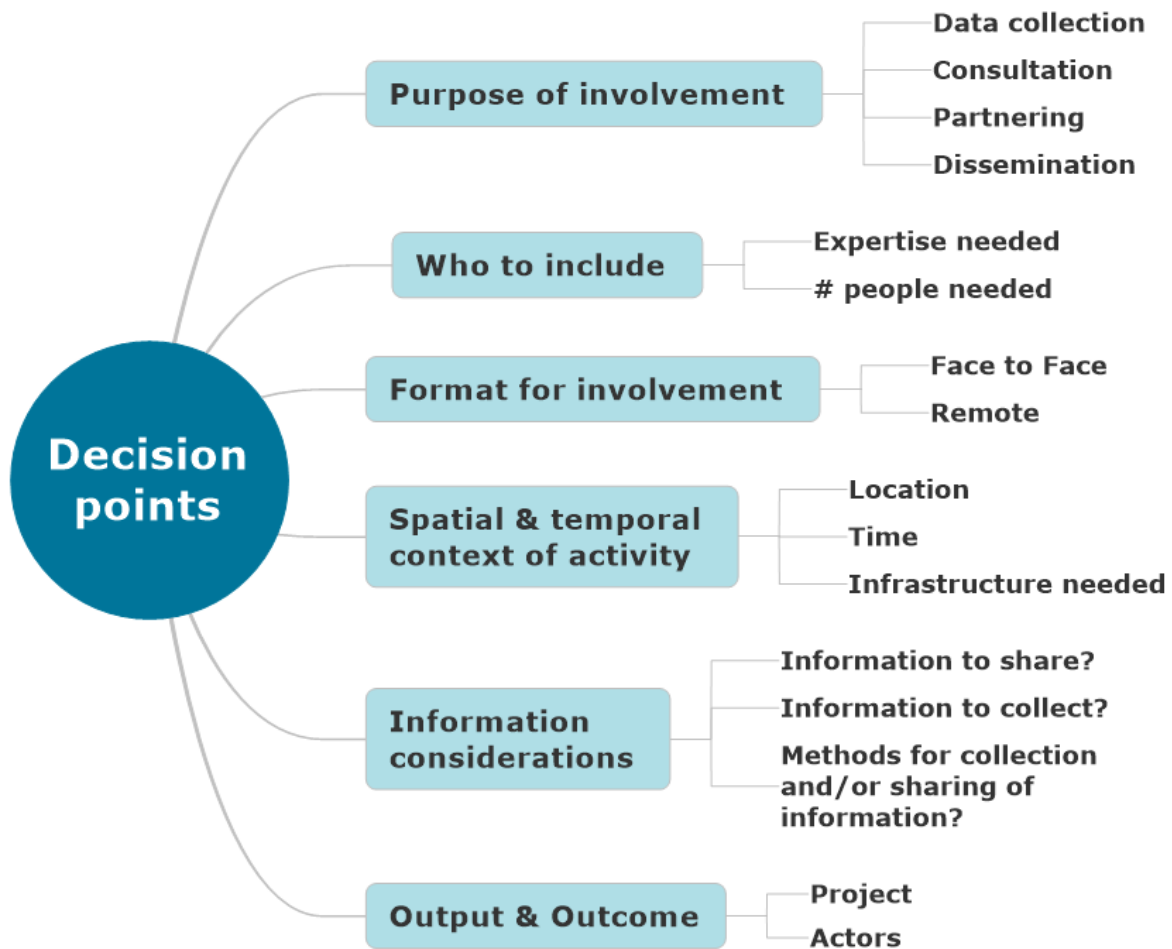 Decision
points
Purpose of involvement
Data collection
Consultation
Partnering
Dissemination
Who to include
Expertise needed
# people needed
Format for involvement
Face to Face
Remote
Spatial & temporal
context of activity
Location
Time
Infrastructure needed
Information
considerations
Information to share?
Information to collect?
Methods for collection
and/or sharing of
information?
Output & Outcome
Project
Actors